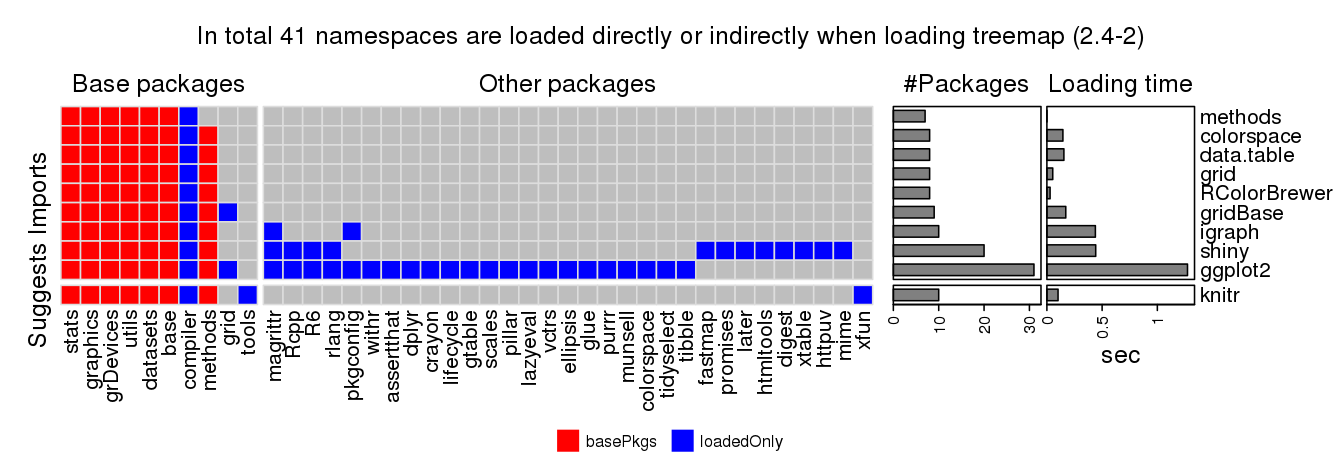 In total 41 namespaces are loaded directly or indirectly when loading treemap (2.4-2)
Base packages
Other packages
#Packages
Loading time
Imports
Suggests
methods
colorspace
data.table
grid
RColorBrewer
gridBase
igraph
shiny
ggplot2
knitr
stats
graphics
grDevices
utils
datasets
base
compiler
methods
grid
tools
magrittr
Rcpp
R6
rlang
pkgconfig
withr
assertthat
dplyr
crayon
lifecycle
gtable
scales
pillar
lazyeval
vctrs
ellipsis
glue
purrr
munsell
colorspace
tidyselect
tibble
fastmap
promises
later
htmltools
digest
xtable
httpuv
mime
xfun
0
10
20
30
0
0.5
1
sec
basePkgs
loadedOnly